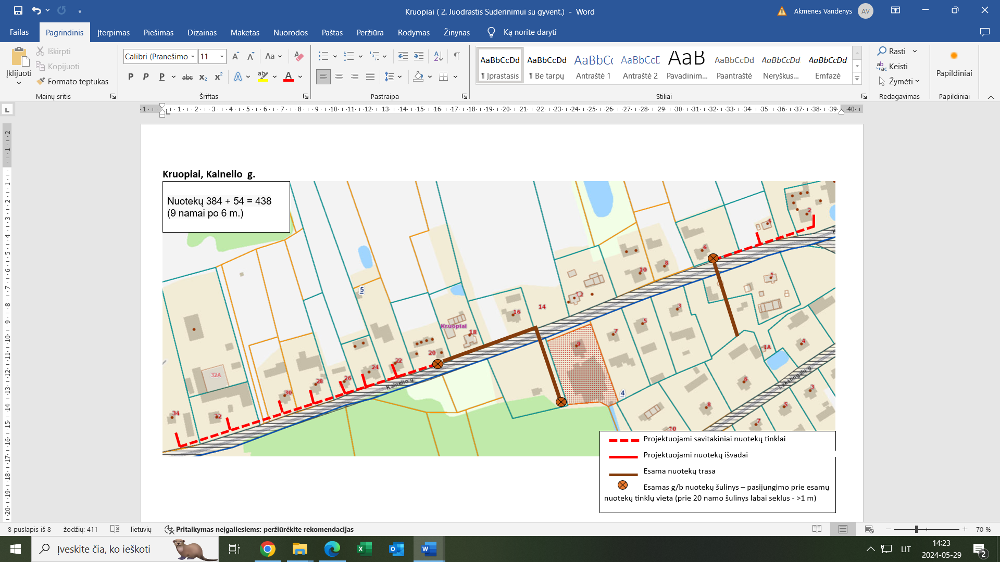 Kruopiai ( 2. Juodrastis Suderinimui su gyvent.) - Word
Akmenes Vandenys
AV
Failas
Pagrindinis
Įterpimas
Piešimas
Dizainas
Maketas
Nuorodos
Paštas
Peržiūra
Rodymas
Žinynas
Ką norite daryti
Įklijuoti
Iškirpti
Kopijuoti
Formato teptukas
Mainų sritis
Calibri (Pranešimo
11
Šriftas
Pastraipa
AaBbCcDd
¶ Įprastasis
AaBbCcDd
¶ Be tarpų
AaBbCc
Antraštė 1
AaBbCcD
Antraštė 2
AaB
Pavadinim...
AaBbCcDd
Paantraštė
AaBbCcDd
Neryškus...
AaBbCcDd
Emfazė
Stiliai
Rasti
Keisti
Žymėti
Redagavimas
Papildiniai
Papildiniai
Kruopiai, Kalnelio g.
Nuotekų 384 + 54 = 438
(9 namai po 6 m.)
2
4
6
8
10
12
14
16
18
20
22
24
26
28
30
32
32A
34
5
Kruopiai
Kalnelio g.
1
3
5
7
9
4
1A
4
6
8
10
3
5
7
Lakštingalų g.
Projektuojami savitakiniai nuotekų tinklai
Projektuojami nuotekų išvadai
Esama nuotekų trasa
Esamas g/b nuotekų šulinys – pasijungimo prie esamų
nuotekų tinklų vieta (prie 20 namo šulinys labai seklus - >1 m)
8 puslapis iš 8
žodžių: 411
lietuvių
Pritaikymas neįgaliesiems: peržiūrėkite rekomendacijas
70 %
Įveskite čia, ko ieškoti
LIT
14:23
2024-05-29
2